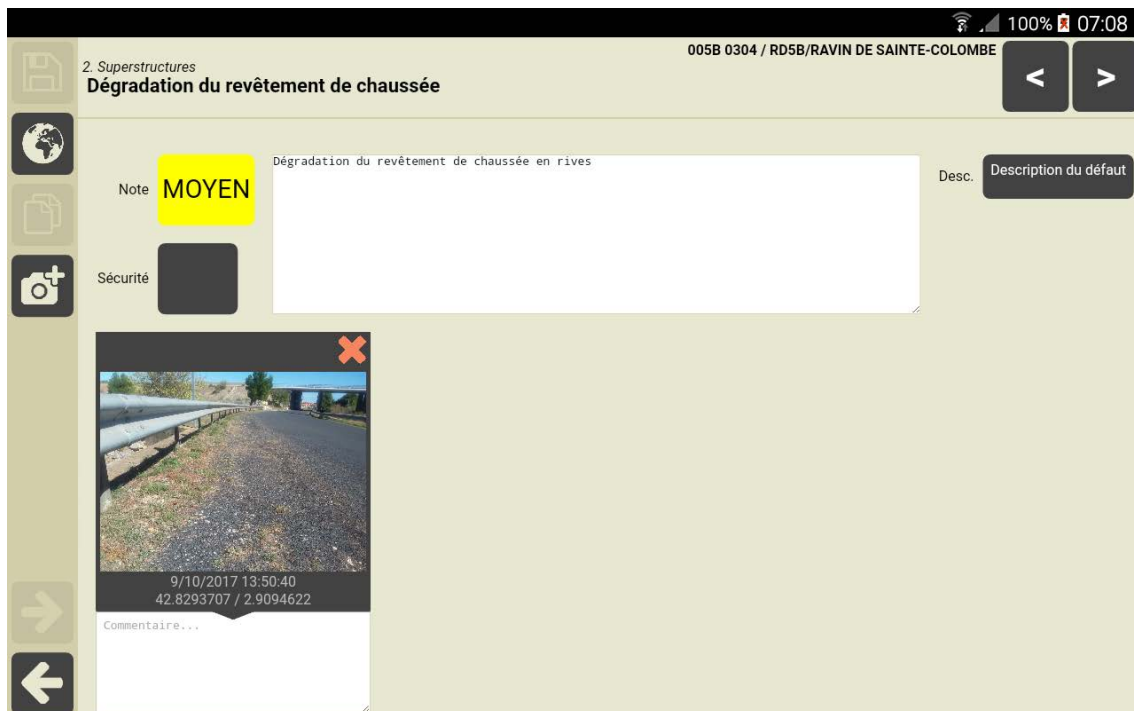 100% 07:08
2. Superstructures
005B 0304 / RD5B/RAVIN DE SAINTE-COLOMBE
Dégradation du revêtement de chaussée
< >
Note MOYEN
Dégradation du revêtement de chaussée en rives
Desc. Description du défaut
Sécurité
9/10/2017 13:50:40
42.8293707 / 2.9094622
Commentaire...